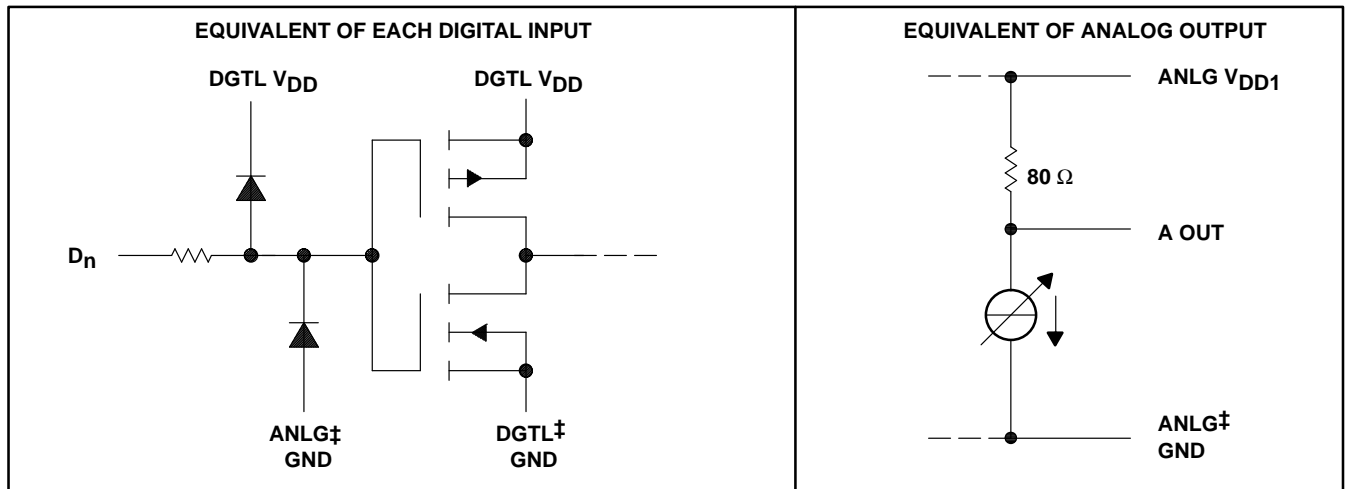 EQUIVALENT OF EACH DIGITAL INPUT
DGTL VDD
DGTL VDD
Dn
ANLG‡
GND
DGTL‡
GND
EQUIVALENT OF ANALOG OUTPUT
ANLG VDD1
80 Ω
A OUT
ANLG‡
GND